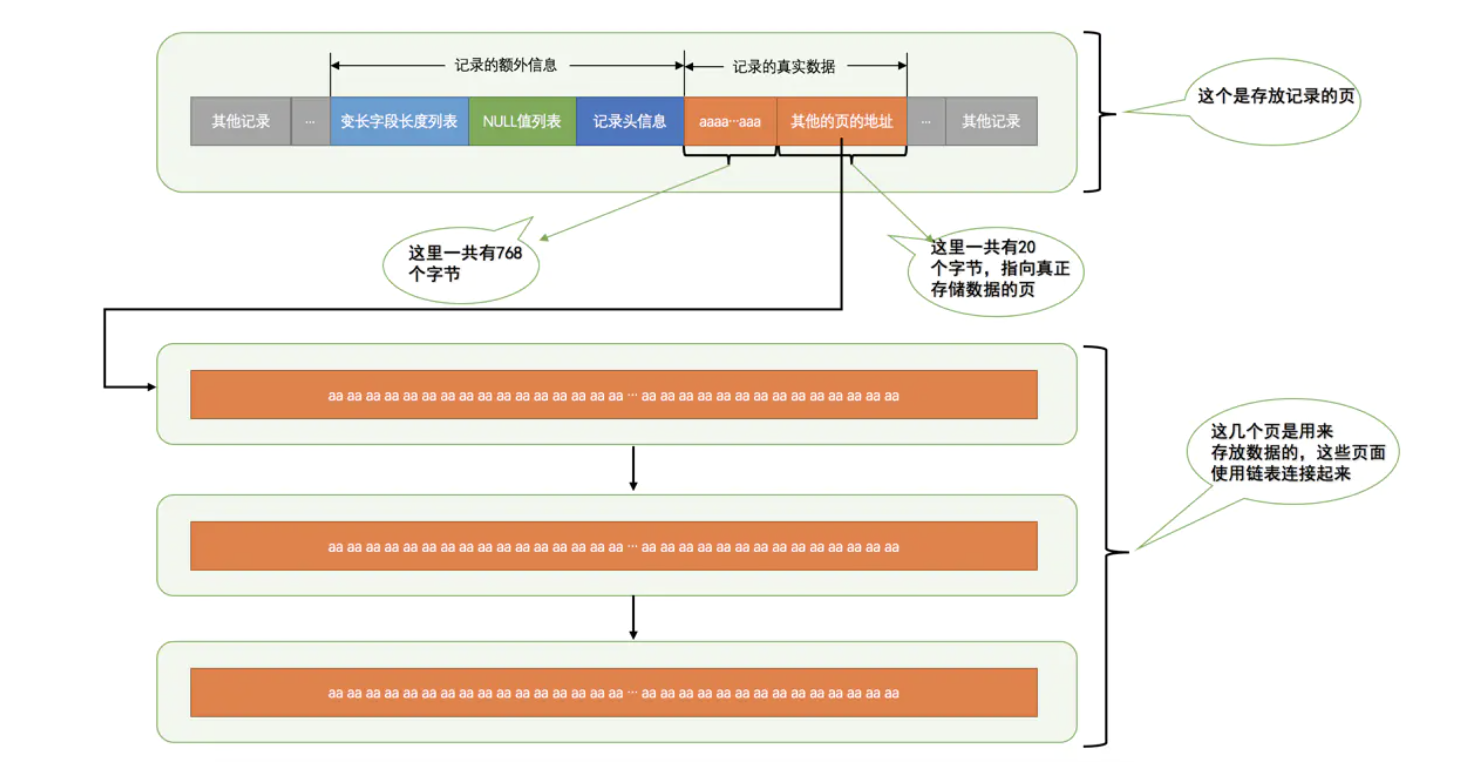 记录的额外信息
记录的真实数据
其他记录
...
变长字段长度列表
NULL值列表
记录头信息
aaaa…aaa
其他的页的地址
...
其他记录
这个是存放记录的页
这里一共有768
个字节
这里一共有20
个字节，指向真正
存储数据的页
aa aa aa aa aa aa aa aa aa aa aa aa aa aa aa aa … aa aa aa aa aa aa aa aa aa aa aa aa aa aa
这几个页是用来
存放数据的，这些页面
使用链表连接起来
aa aa aa aa aa aa aa aa aa aa aa aa aa aa aa aa … aa aa aa aa aa aa aa aa aa aa aa aa aa aa
aa aa aa aa aa aa aa aa aa aa aa aa aa aa aa aa … aa aa aa aa aa aa aa aa aa aa aa aa aa aa